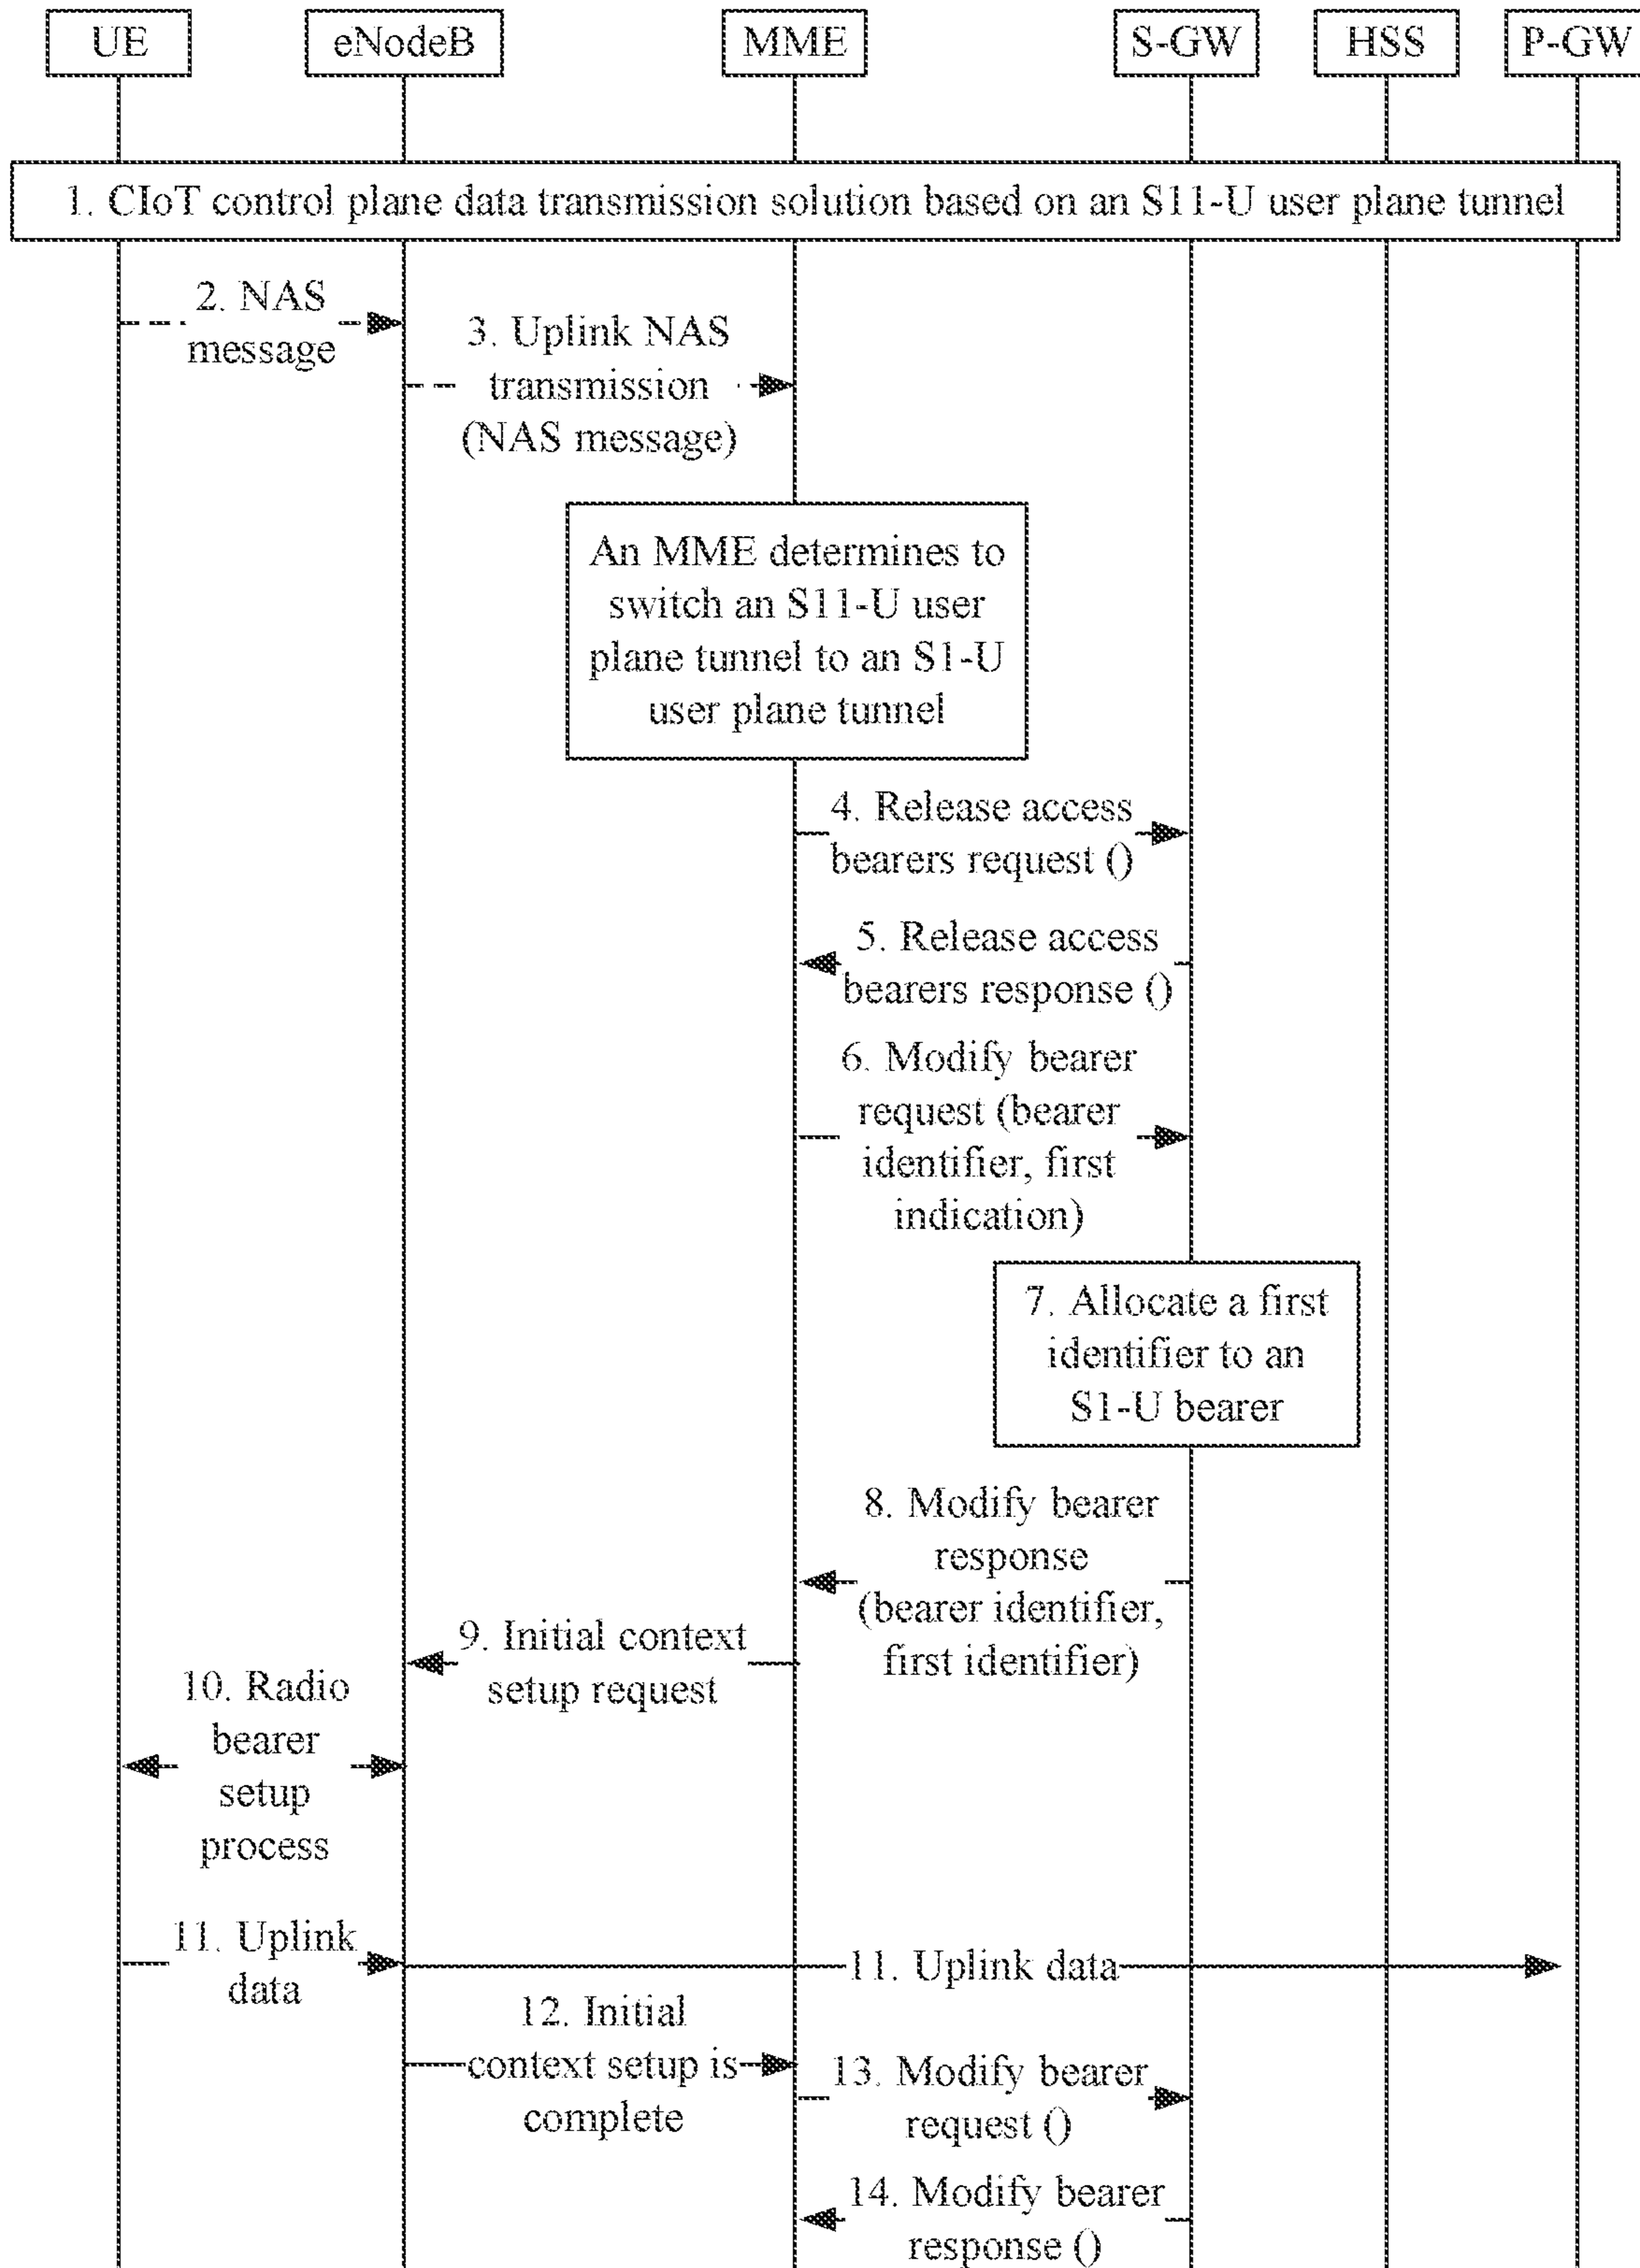 UE
eNodeB
MME
S-GW
HSS
P-GW
1. CIoT control plane data transmission solution based on an S11-U user plane tunnel
2. NAS
message
3. Uplink NAS
transmission
(NAS message)
An MME determines to
switch an S11-U user
plane tunnel to an S1-U
user plane tunnel
4. Release access
bearers request ()
5. Release access
bearers response ()
6. Modify bearer
request (bearer
identifier, first
indication)
7. Allocate a first
identifier to an
S1-U bearer
8. Modify bearer
response
(bearer identifier,
first identifier)
9. Initial context
setup request
10. Radio
bearer
setup
process
11. Uplink
data
11. Uplink data
12. Initial
context setup is
complete
13. Modify bearer
request ()
14. Modify bearer
response ()